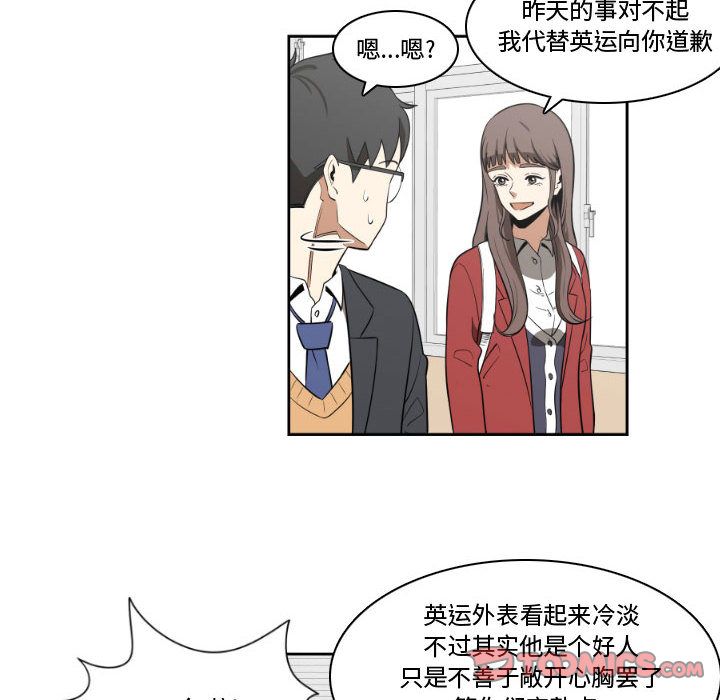 昨天的事对不起
我代替英运向你道歉
嗯...嗯?
英运外表看起来冷淡
不过其实他是个好人
只是不善于敞开心胸罢了
TOOMICS.COM